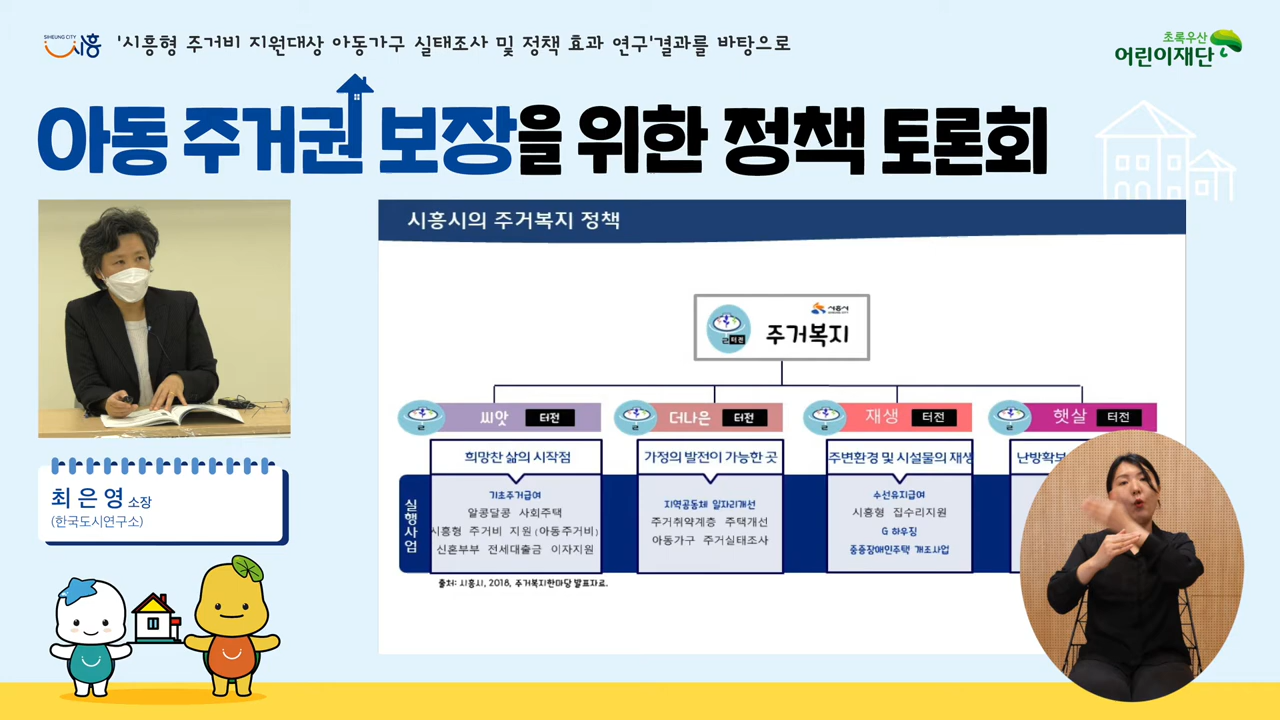 SIHEUNG CITY
시흥
'시흥형 주거비 지원대상 아동가구 실태조사 및 정책 효과 연구'결과를 바탕으로
초록우산
어린이재단
아동 주거권 보장을 위한 정책 토론회
시흥시의 주거복지 정책
시흥시
터전
주거복지
씨앗 터전
더나은 터전
재생 터전
햇살 터전
희망찬 삶의 시작점
가정의 발전이 가능한 곳
주변환경 및 시설물의 재생
난방확보
실행사업
기초주거급여
알콩달콩 사회주택
시흥형 주거비 지원(아동주거비)
신혼부부 전세대출금 이자지원
지역공동체 일자리개선
주거취약계층 주택개선
아동가구 주거실태조사
수선유지급여
시흥형 집수리지원
G 하우징
중증장애인주택 개조사업
출처: 시흥시, 2018, 주거복지한마당 발표자료.
최은영 소장
(한국도시연구소)